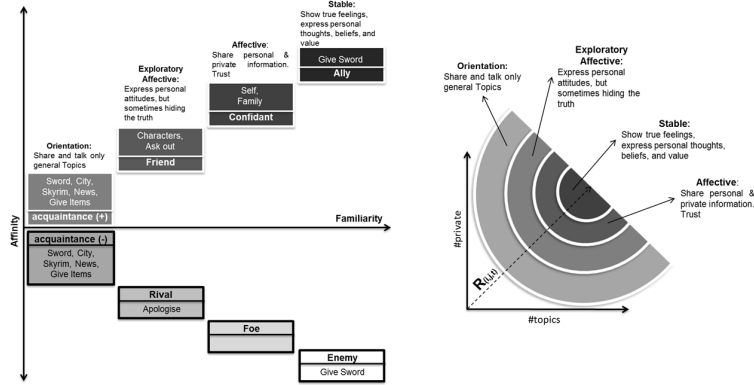 Stable:
Show true feelings,
express personal
thoughts, beliefs, and
value
Give Sword
Ally
Affective:
Share personal &
private information.
Trust
Self,
Family
Confidant
Exploratory
Affective:
Express personal
attitudes, but
sometimes hiding
the truth
Characters,
Ask out
Friend
Orientation:
Share and talk only
general Topics
Sword, City,
Skyrim, News,
Give Items
acquaintance (+)
Affinity
Familiarity
acquaintance (-)
Sword, City,
Skyrim, News,
Give Items
Rival
Apologise
Foe
Enemy
Give Sword
Orientation:
Share and talk only
general Topics
Exploratory
Affective:
Express personal
attitudes, but
sometimes hiding the
truth
Stable:
Show true feelings,
express personal thoughts,
beliefs, and value
Affective:
Share personal &
private information.
Trust
#private
R(i,j,t)
#topics